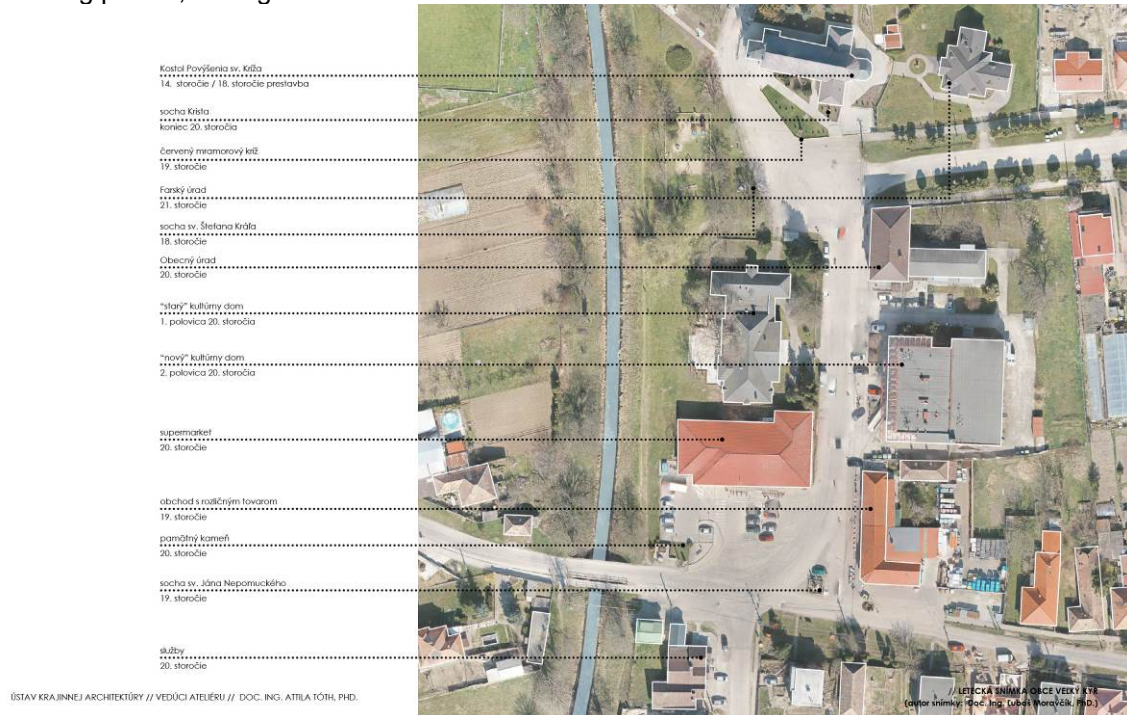 Kostol Povýšenia sv. Kríža
14. storočie / 18. storočie prestavba
socha Krista
koniec 20. storočia
červený mramorový kríž
19. storočie
Farský úrad
21. storočie
socha sv. Štefana Kráľa
18. storočie
Obecný úrad
20. storočie
"starý" kultúrny dom
1. polovica 20. storočia
"nový" kultúrny dom
2. polovica 20. storočia
supermarket
20. storočie
obchod s rozličným tovarom
19. storočie
pamätný kameň
20. storočie
socha sv. Jána Nepomuckého
19. storočie
služby
20. storočie
ÚSTAV KRAJINNEJ ARCHITEKTÚRY // VEDÚCI ATELIÉRU // DOC. ING. ATTILA TÓTH, PHD.
// LETECKÁ SNÍMKA OBCE VEĽKÝ KÝR
(autor snímky: Doc. Ing. Ľuboš Moravčík, PhD.)